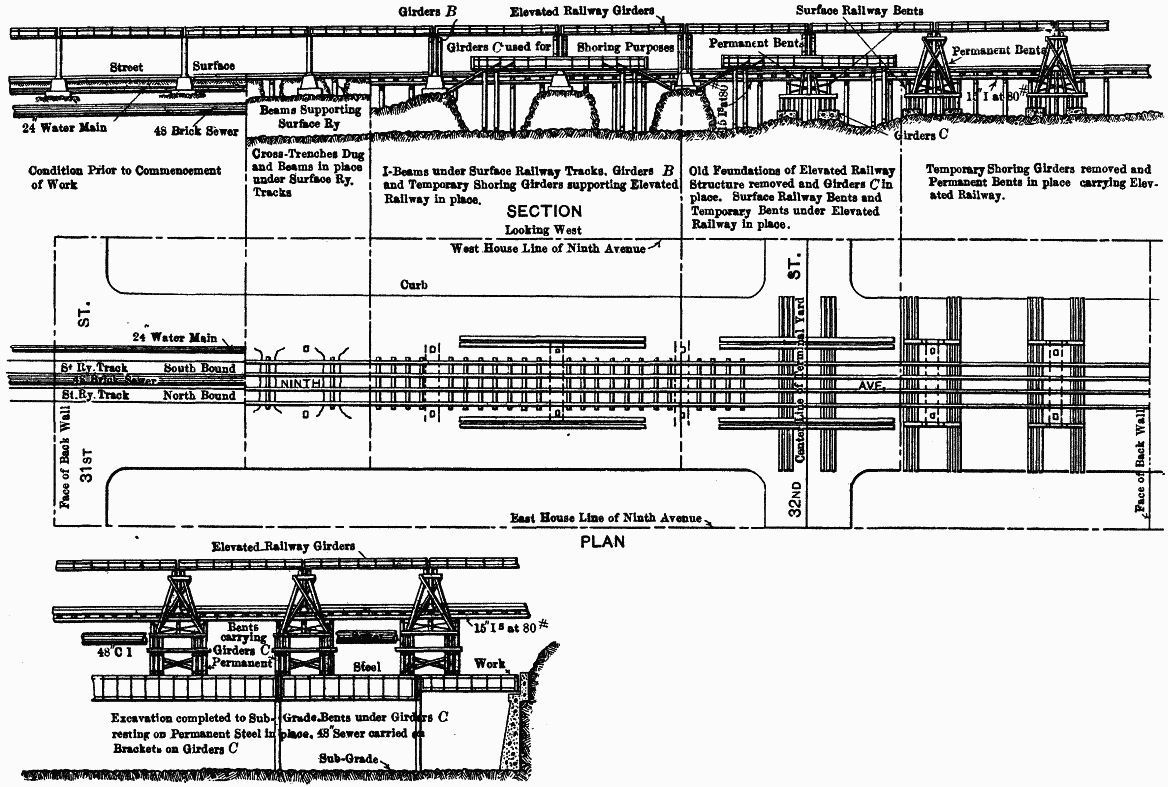 Girders B
Elevated Railway Girders
Surface Railway Bents
Girders C used for Shoring Purposes
Permanent Bents
Permanent Bents
Street Surface
24" Water Main
48 Brick Sewer
Beams Supporting
Surface Ry
15" I at 80#
Girders C
Condition Prior to Commencement
of Work
Cross-Trenches Dug
and Beams in place
under Surface Ry.
Tracks
I-Beams under Surface Railway Tracks. Girders B
and Temporary Shoring Girders supporting Elevated
Railway in place.
Old Foundations of Elevated Railway
Structure removed and Girders C in
place. Surface Railway Bents and
Temporary Bents under Elevated
Railway in place.
Temporary Shoring Girders removed and
Permanent Bents in place carrying Elev-
ated Railway.
SECTION
Looking West
West House Line of Ninth Avenue
Curb
ST.
ST.
24" Water Main
St Ry. Track South Bound
48 Brick Sewer
St. Ry. Track North Bound
NINTH
AVE.
Center Line of Terminal Yard
Face of Back Wall
31ST
32ND
Face of Back Wall
East House Line of Ninth Avenue
PLAN
Elevated Railway Girders
15" Is at 80#
Bents
carrying
Girders C
Permanent
48" C I
Steel
Work
Excavation completed to Sub-Grade. Bents under Girders C
resting on Permanent Steel in place. 48" Sewer carried on
Brackets on Girders C
Sub-Grade